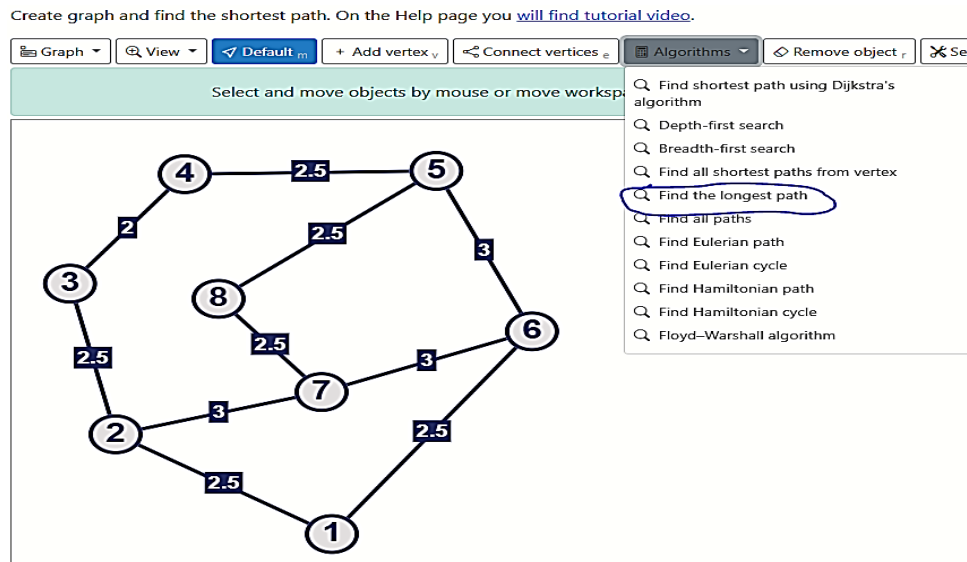 Create graph and find the shortest path. On the Help page you will find tutorial video.
Graph View Default m + Add vertex v Connect vertices e Algorithms Remove object r Se
Select and move objects by mouse or move workspa
Find shortest path using Dijkstra's
algorithm
Depth-first search
Breadth-first search
Find all shortest paths from vertex
Find the longest path
Find all paths
Find Eulerian path
Find Eulerian cycle
Find Hamiltonian path
Find Hamiltonian cycle
Floyd–Warshall algorithm
4 2.5 5
2 2.5 3
3 8
2.5 2.5 3 6
7
2 3
2.5 2.5
1